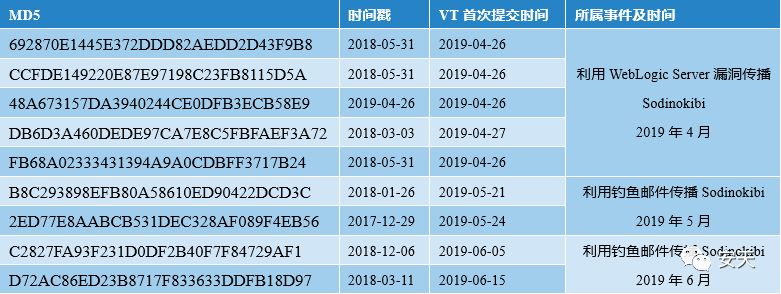 MD5 时间戳 VT 首次提交时间 所属事件及时间
692870E1445E372DDD82AEDD2D43F9B8 2018-05-31 2019-04-26
CCFDE149220E87E97198C23FB8115D5A 2018-05-31 2019-04-26
48A673157DA3940244CE0DFB3ECB58E9 2019-04-26 2019-04-26
DB6D3A460DEDE97CA7E8C5FBFAEF3A72 2018-03-03 2019-04-27
FB68A02333431394A9A0CDBFF3717B24 2018-05-31 2019-04-26
利用 WebLogic Server 漏洞传播
Sodinokibi
2019 年 4 月
B8C293898EFB80A58610ED90422DCD3C 2018-01-26 2019-05-21
2ED77E8AABCB531DEC328AF089F4EB56 2017-12-29 2019-05-24
利用钓鱼邮件传播 Sodinokibi
2019 年 5 月
C2827FA93F231D0DF2B40F7F84729AF1 2018-12-06 2019-06-05
D72AC86ED23B8717F833633DDFB18D97 2018-03-11 2019-06-15
利用钓鱼邮件传播 Sodinokibi
2019 年 6 月
安天